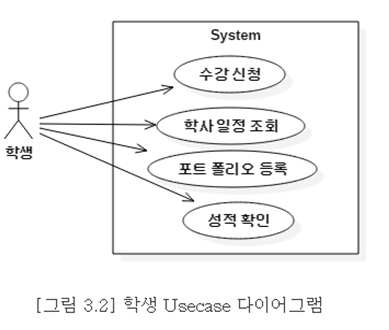 System
수강 신청
학사 일정 조회
포트 폴리오 등록
성적 확인
학생
[그림 3.2] 학생 Usecase 다이어그램